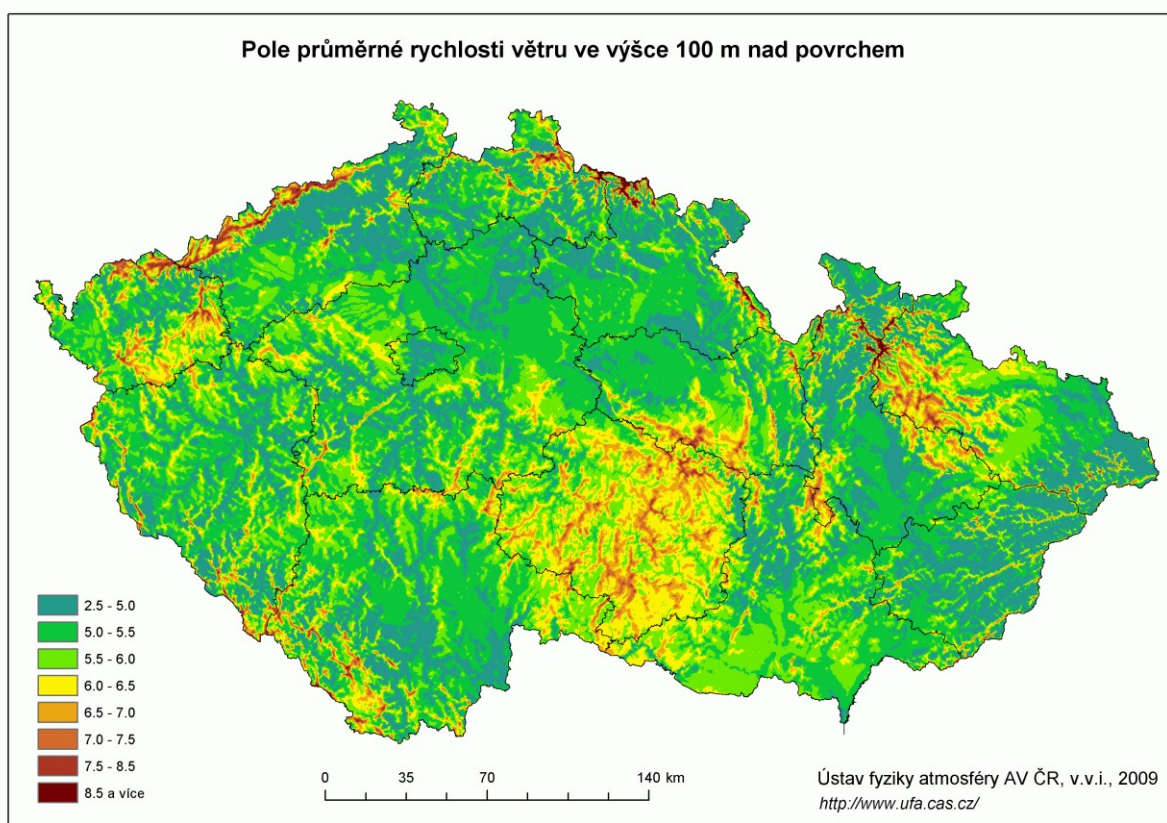 Pole průměrné rychlosti větru ve výšce 100 m nad povrchem
2.5 - 5.0
5.0 - 5.5
5.5 - 6.0
6.0 - 6.5
6.5 - 7.0
7.0 - 7.5
7.5 - 8.5
8.5 a více
0 35 70 140 km
Ústav fyziky atmosféry AV ČR, v.v.i., 2009
http://www.ufa.cas.cz/